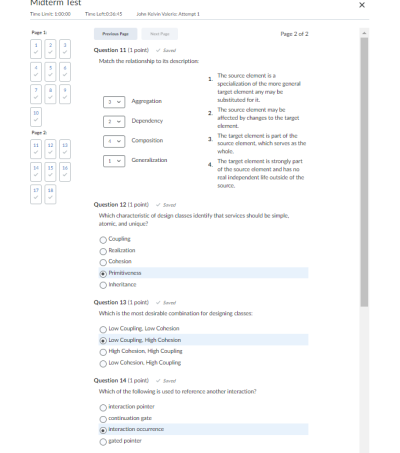 Midterm Test
Time Limit: 1:00:00 Time Left:0:36:45 John Kelvin Valeriz: Attempt 1
Page 1:
1 2 3
4 5 6
7 8 9
10
Page 2:
11 12 13
14 15 16
17 18
Previous Page Next Page Page 2 of 2
Question 11 (1 point) Saved
Match the relationship to its description:
3 Aggregation
2 Dependency
4 Composition
1 Generalization
1. The source element is a
specialization of the more general
target element any may be
substituted for it.
2. The source element may be
affected by changes to the target
element.
3. The target element is part of the
source element, which serves as the
whole.
4. The target element is strongly part
of the source element and has no
real independent life outside of the
source.
Question 12 (1 point) Saved
Which characteristic of design classes identify that services should be simple,
atomic, and unique?
Coupling
Realization
Cohesion
Primitiveness
Inheritance
Question 13 (1 point) Saved
Which is the most desirable combination for designing classes:
Low Coupling, Low Cohesion
Low Coupling, High Cohesion
High Cohesion, High Coupling
Low Cohesion, High Coupling
Question 14 (1 point) Saved
Which of the following is used to reference another interaction?
interaction pointer
continuation gate
interaction occurrence
gated pointer